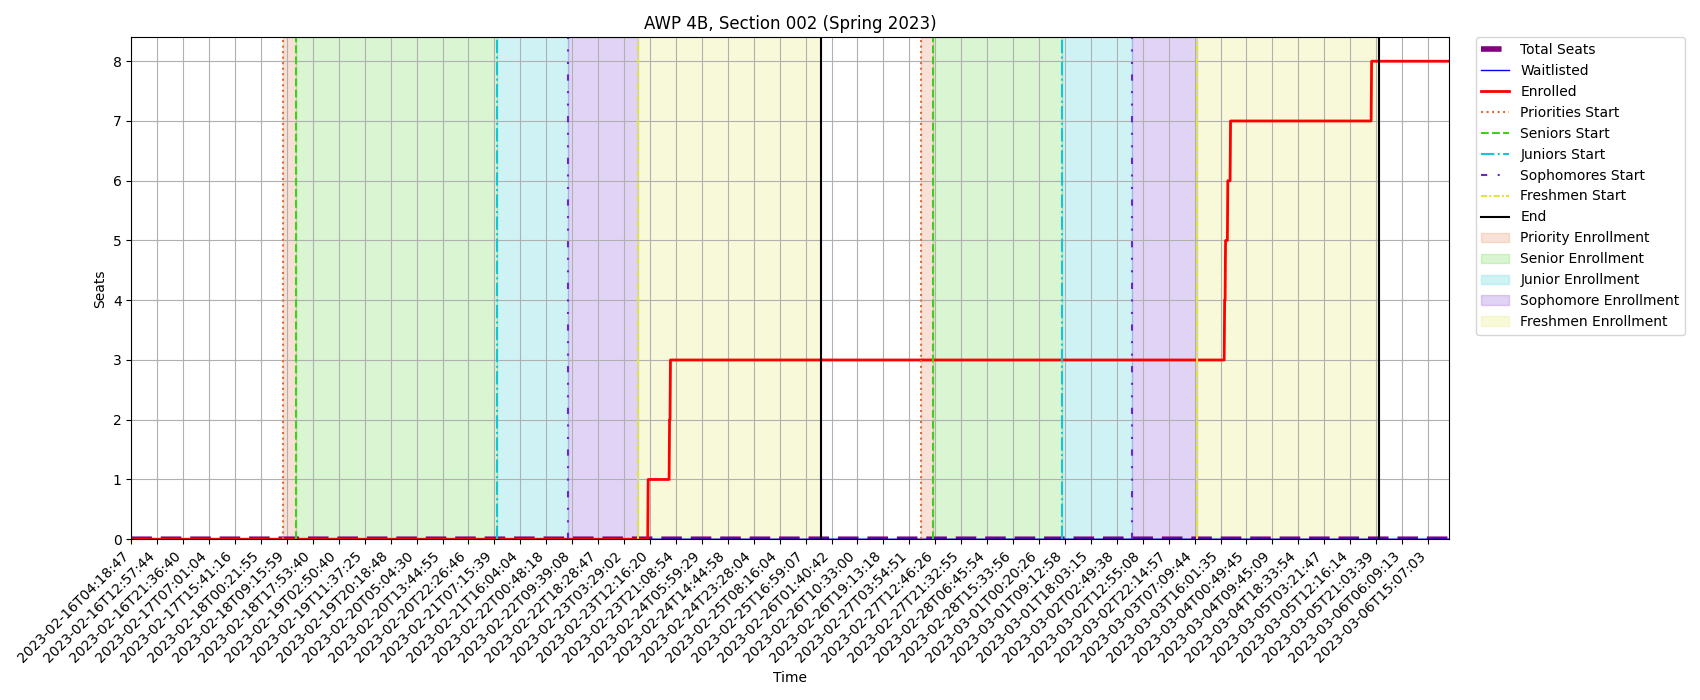 AWP 4B, Section 002 (Spring 2023)
Seats
8
7
6
5
4
3
2
1
0
2023-02-16T04:18:47
2023-02-16T12:57:44
2023-02-16T21:36:40
2023-02-17T07:01:04
2023-02-17T15:41:16
2023-02-18T00:21:55
2023-02-18T09:15:59
2023-02-18T17:53:40
2023-02-19T02:50:40
2023-02-19T11:37:25
2023-02-19T20:18:48
2023-02-20T05:04:30
2023-02-20T13:44:55
2023-02-20T22:26:46
2023-02-21T07:15:39
2023-02-21T16:04:04
2023-02-22T00:48:18
2023-02-22T09:39:08
2023-02-22T18:28:47
2023-02-23T03:29:02
2023-02-23T12:16:20
2023-02-23T21:08:54
2023-02-24T05:59:29
2023-02-24T14:44:58
2023-02-24T23:28:04
2023-02-25T08:16:04
2023-02-25T16:59:07
2023-02-26T01:40:42
2023-02-26T10:33:00
2023-02-26T19:13:18
2023-02-27T03:54:51
2023-02-27T12:46:26
2023-02-27T21:32:55
2023-02-28T06:45:54
2023-02-28T15:33:56
2023-03-01T00:20:26
2023-03-01T09:12:58
2023-03-01T18:03:15
2023-03-02T02:49:38
2023-03-02T12:55:08
2023-03-02T22:14:57
2023-03-03T07:09:44
2023-03-03T16:01:35
2023-03-04T00:49:45
2023-03-04T09:45:09
2023-03-04T18:33:54
2023-03-05T03:21:47
2023-03-05T12:16:14
2023-03-05T21:03:39
2023-03-06T06:09:13
2023-03-06T15:07:03
Time
Total Seats
Waitlisted
Enrolled
Priorities Start
Seniors Start
Juniors Start
Sophomores Start
Freshmen Start
End
Priority Enrollment
Senior Enrollment
Junior Enrollment
Sophomore Enrollment
Freshmen Enrollment